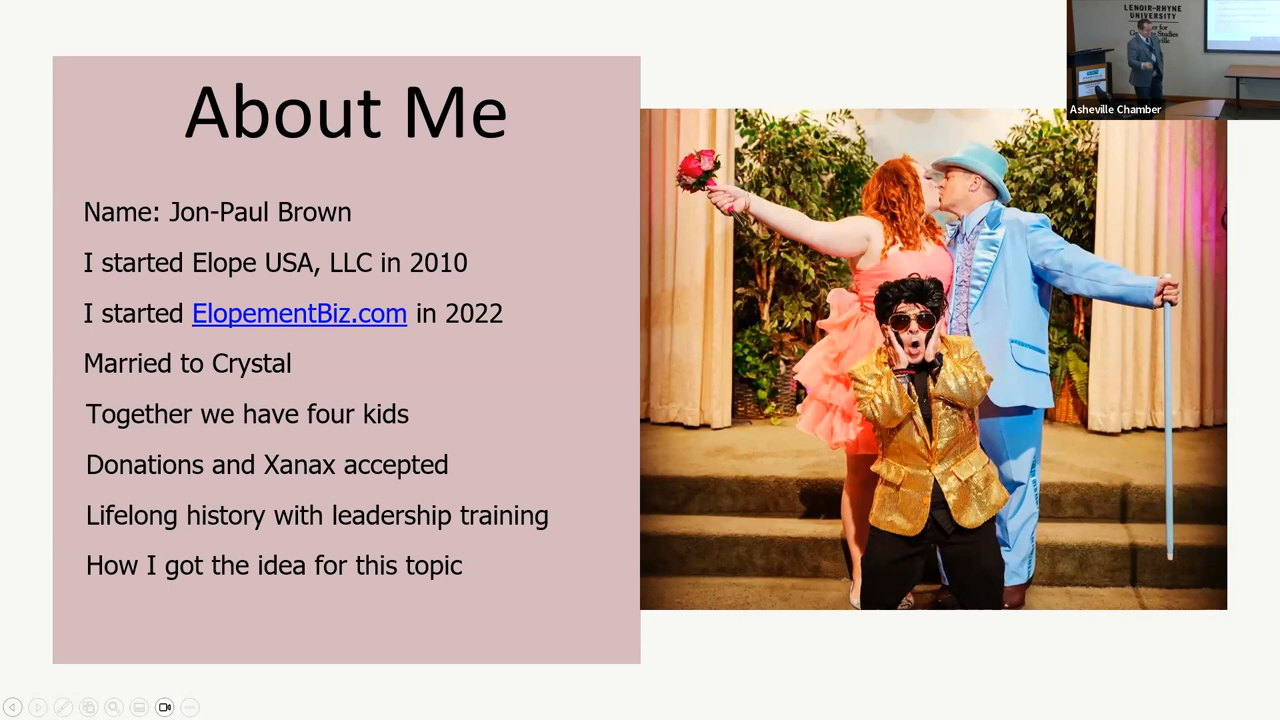 About Me
Name: Jon-Paul Brown
I started Elope USA, LLC in 2010
I started ElopementBiz.com in 2022
Married to Crystal
Together we have four kids
Donations and Xanax accepted
Lifelong history with leadership training
How I got the idea for this topic
LENOIR-RHYNE
UNIVERSITY
Asheville Chamber